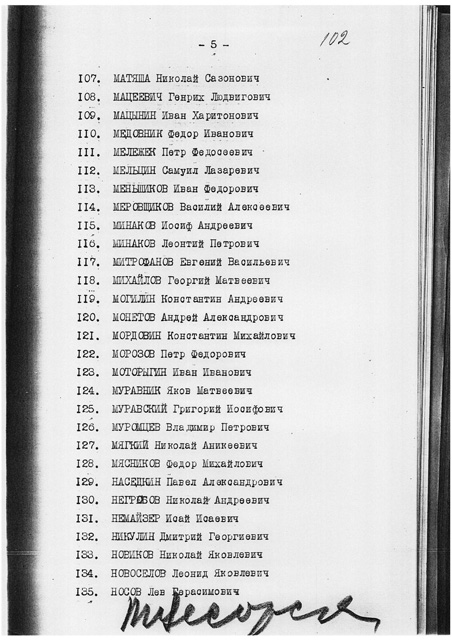 - 5 -
102
107. МАТЯША Николай Сазонович
108. МАЦЕЕВИЧ Генрих Людвигович
109. МАЦЫНИН Иван Харитонович
110. МЕДОВНИК Федор Иванович
111. МЕЛЕЖЕК Петр Федосеевич
112. МЕЛЬЦИН Самуил Лазаревич
113. МЕНЬШИКОВ Иван Федорович
114. МЕРОВЩИКОВ Василий Алексеевич
115. МИНАКОВ Иосиф Андреевич
116. МИНАКОВ Леонтий Петрович
117. МИТРОФАНОВ Евгений Васильевич
118. МИХАЙЛОВ Георгий Матвеевич
119. МОГИЛИН Константин Андреевич
120. МОНЕТОВ Андрей Александрович
121. МОРДОВИН Константин Михайлович
122. МОРОЗОВ Петр Федорович
123. МОТОРЫГИН Иван Иванович
124. МУРАВНИК Яков Матвеевич
125. МУРАВСКИЙ Григорий Иосифович
126. МУРОМЦЕВ Владимир Петрович
127. МЯГКИЙ Николай Аникеевич
128. МЯСНИКОВ Федор Михайлович
129. НАСЕДКИН Павел Александрович
130. НЕГРОБОВ Николай Андреевич
131. НЕМАЙЗЕР Исай Исаевич
132. НИКУЛИН Дмитрий Георгиевич
133. НОВИКОВ Николай Яковлевич
134. НОВОСЕЛОВ Леонид Яковлевич
135. НОСОВ Лев Герасимович